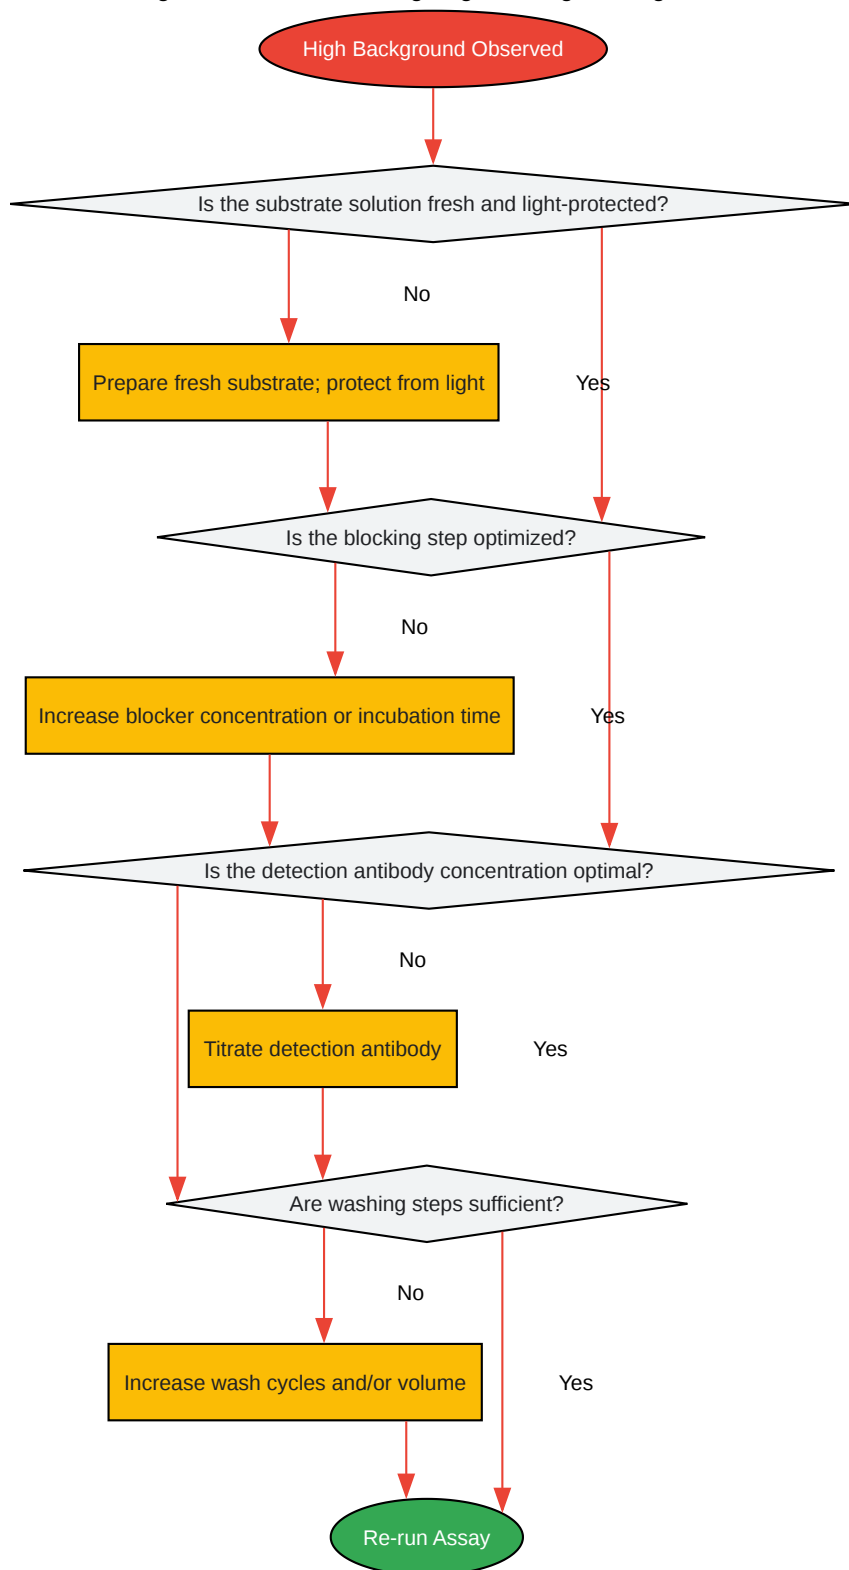 High Background Observed
Is the substrate solution fresh and light-protected?
No
Prepare fresh substrate; protect from light
Yes
Is the blocking step optimized?
No
Increase blocker concentration or incubation time
Yes
Is the detection antibody concentration optimal?
No
Titrate detection antibody
Yes
Are washing steps sufficient?
No
Increase wash cycles and/or volume
Yes
Re-run Assay